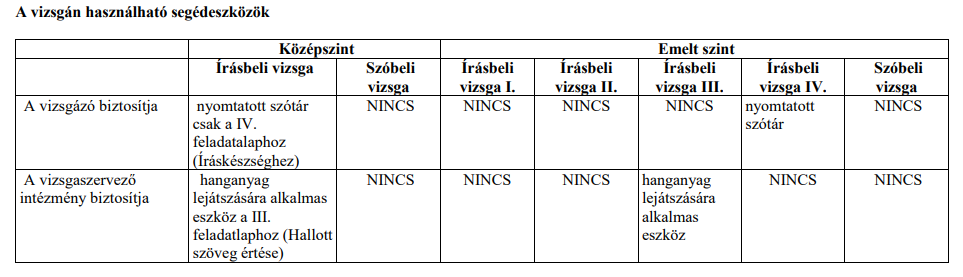 A vizsgán használható segédeszközök
Középszint Emelt szint
Írásbeli vizsga Szóbeli vizsga Írásbeli vizsga I. Írásbeli vizsga II. Írásbeli vizsga III. Írásbeli vizsga IV. Szóbeli vizsga
A vizsgázó biztosítja
nyomtatott szótár
csak a IV.
feladatalaphoz
(Íráskészséghez)
NINCS
NINCS
NINCS
NINCS
nyomtatott
szótár
NINCS
A vizsgaszervező
intézmény biztosítja
hanganyag
lejátszására alkalmas
eszköz a III.
feladatlaphoz (Hallott
szöveg értése)
NINCS
NINCS
NINCS
hanganyag
lejátszására
alkalmas
eszköz
NINCS
NINCS